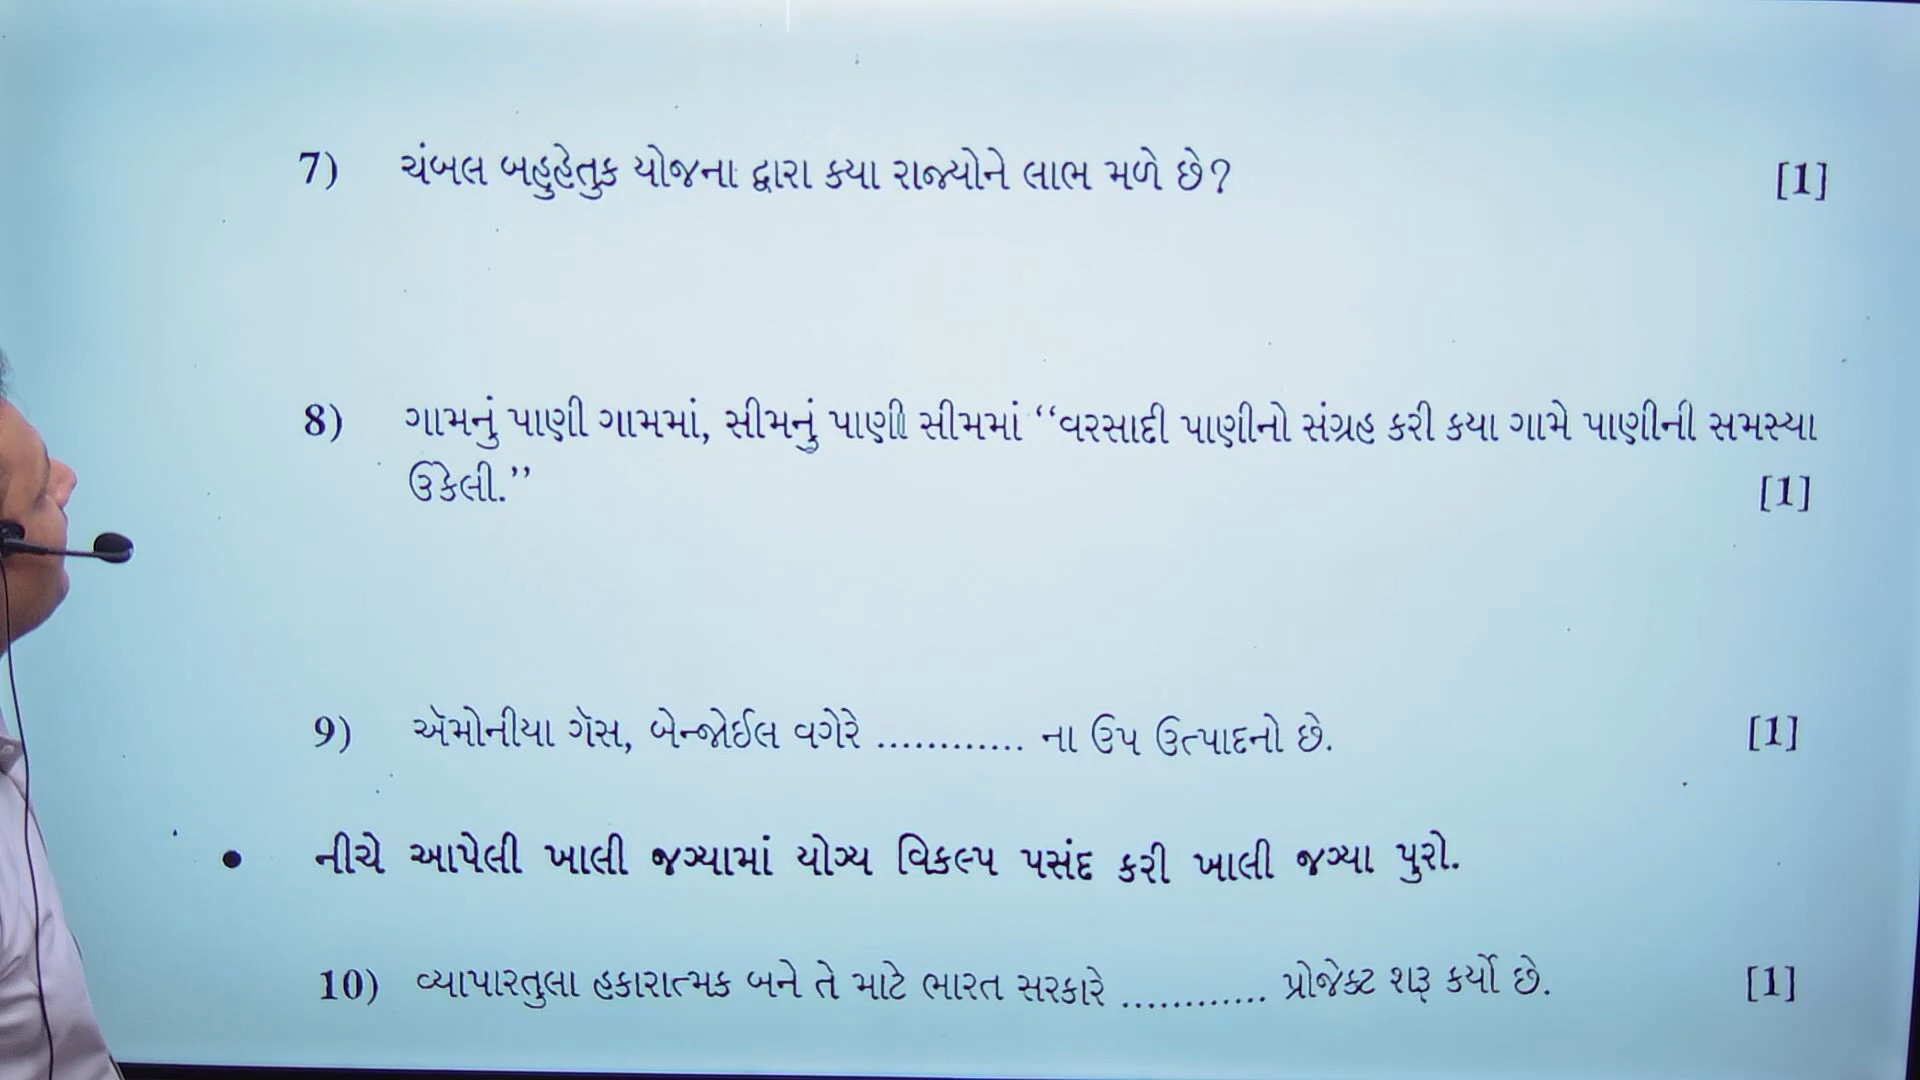 7) ચંબલ બહુહેતુક યોજના દ્વારા ક્યા રાજ્યોને લાભ મળે છે? [1]
8) ગામનું પાણી ગામમાં, સીમનું પાણી સીમમાં ‘‘વરસાદી પાણીનો સંગ્રહ કરી કયા ગામે પાણીની સમસ્યા
ઉકેલી.’’ [1]
9) ઍમોનીયા ગૅસ, બેન્જોઈલ વગેરે ............ ના ઉપ ઉત્પાદનો છે. [1]
• નીચે આપેલી ખાલી જગ્યામાં યોગ્ય વિકલ્પ પસંદ કરી ખાલી જગ્યા પુરો.
10) વ્યાપારતુલા હકારાત્મક બને તે માટે ભારત સરકારે ............ પ્રોજેક્ટ શરૂ કર્યો છે. [1]